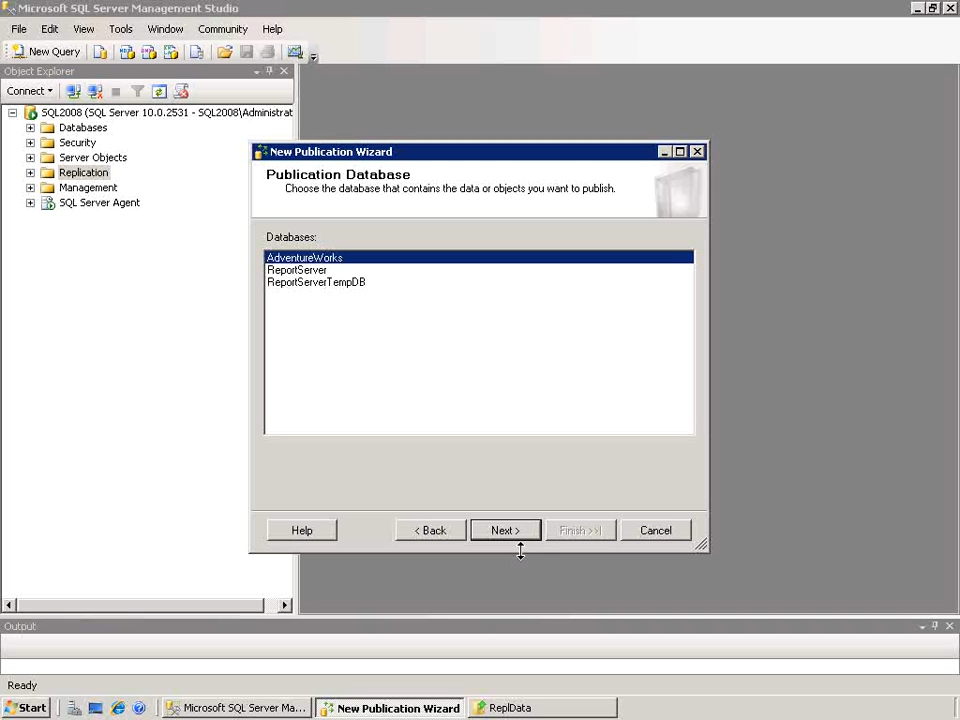 Microsoft SQL Server Management Studio
File Edit View Tools Window Community Help
New Query
Object Explorer
Connect
SQL2008 (SQL Server 10.0.2531 - SQL2008\Administrat
Databases
Security
Server Objects
Replication
Management
SQL Server Agent
New Publication Wizard
Publication Database
Choose the database that contains the data or objects you want to publish.
Databases:
AdventureWorks
ReportServer
ReportServerTempDB
Help
< Back
Next >
Finish >>|
Cancel
Output
Ready
Start
Microsoft SQL Server Ma...
New Publication Wizard
ReplData